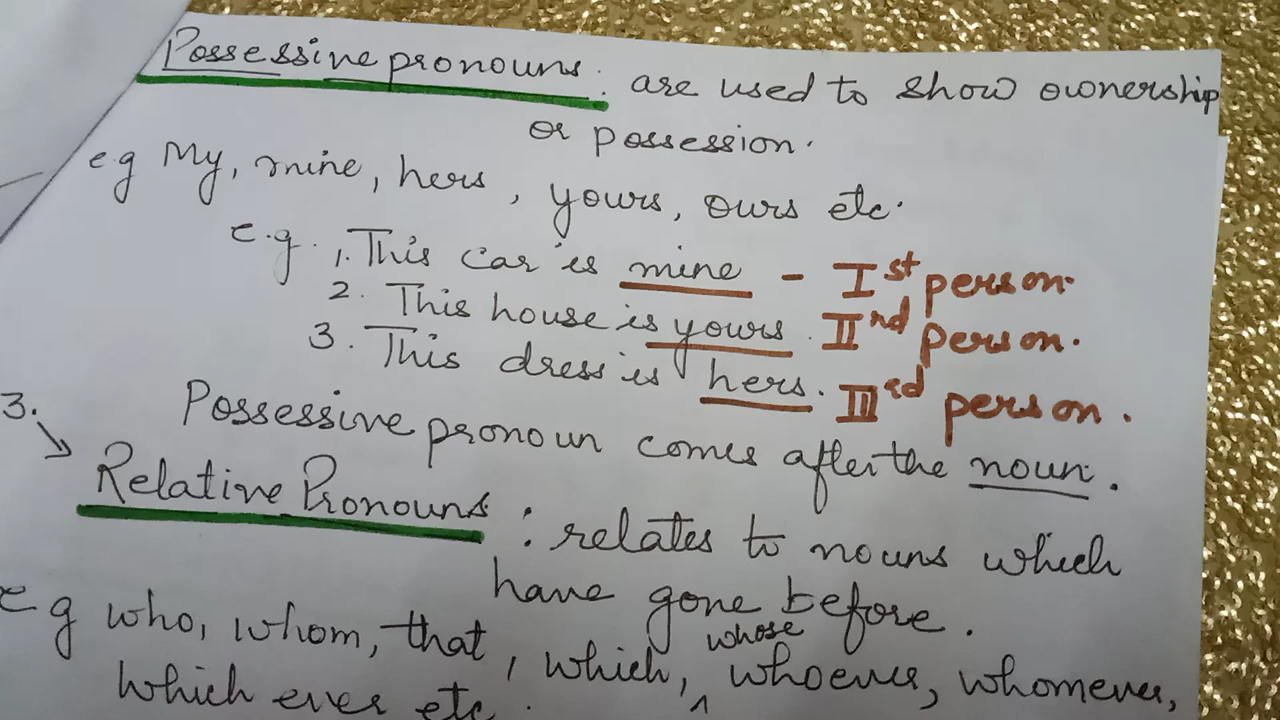 Possessive pronouns : are used to show ownership
or possession.
e.g My, mine, hers, yours, ours etc.
e.g. 1. This car is mine - Ist person.
2. This house is yours. IInd person.
3. This dress is hers. IIIrd person.
Possessive pronoun comes after the noun.
3. →
Relative Pronouns : relates to nouns which
have gone before.
eg who, whom, that, which, ^ whose whoever, whomever,
which ever etc.